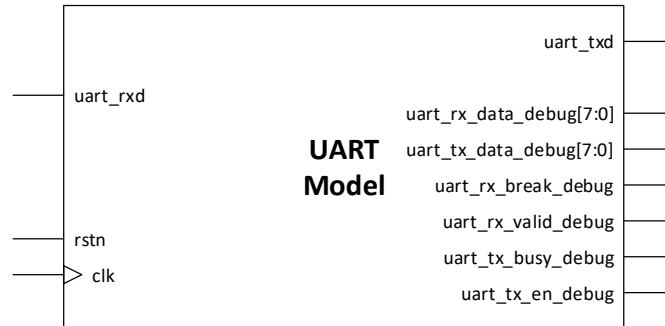 uart_txd
uart_rxd
uart_rx_data_debug[7:0]
UART
Model
uart_tx_data_debug[7:0]
uart_rx_break_debug
uart_rx_valid_debug
rstn
uart_tx_busy_debug
clk
uart_tx_en_debug